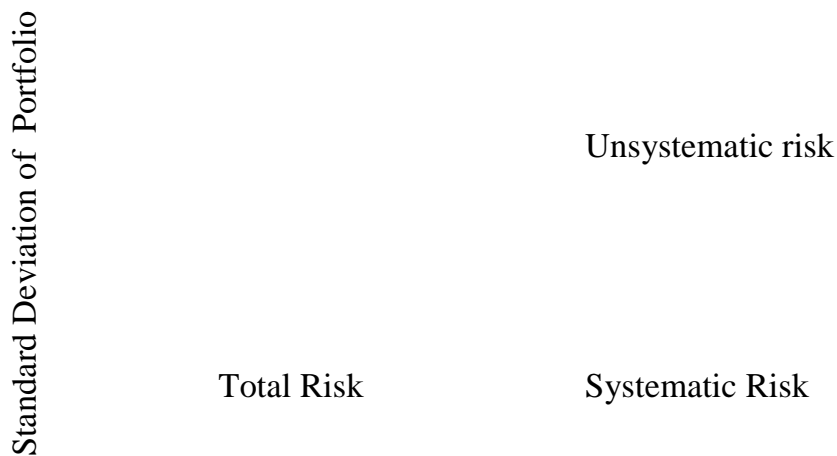 Standard Deviation of Portfolio
Unsystematic risk
Total Risk
Systematic Risk